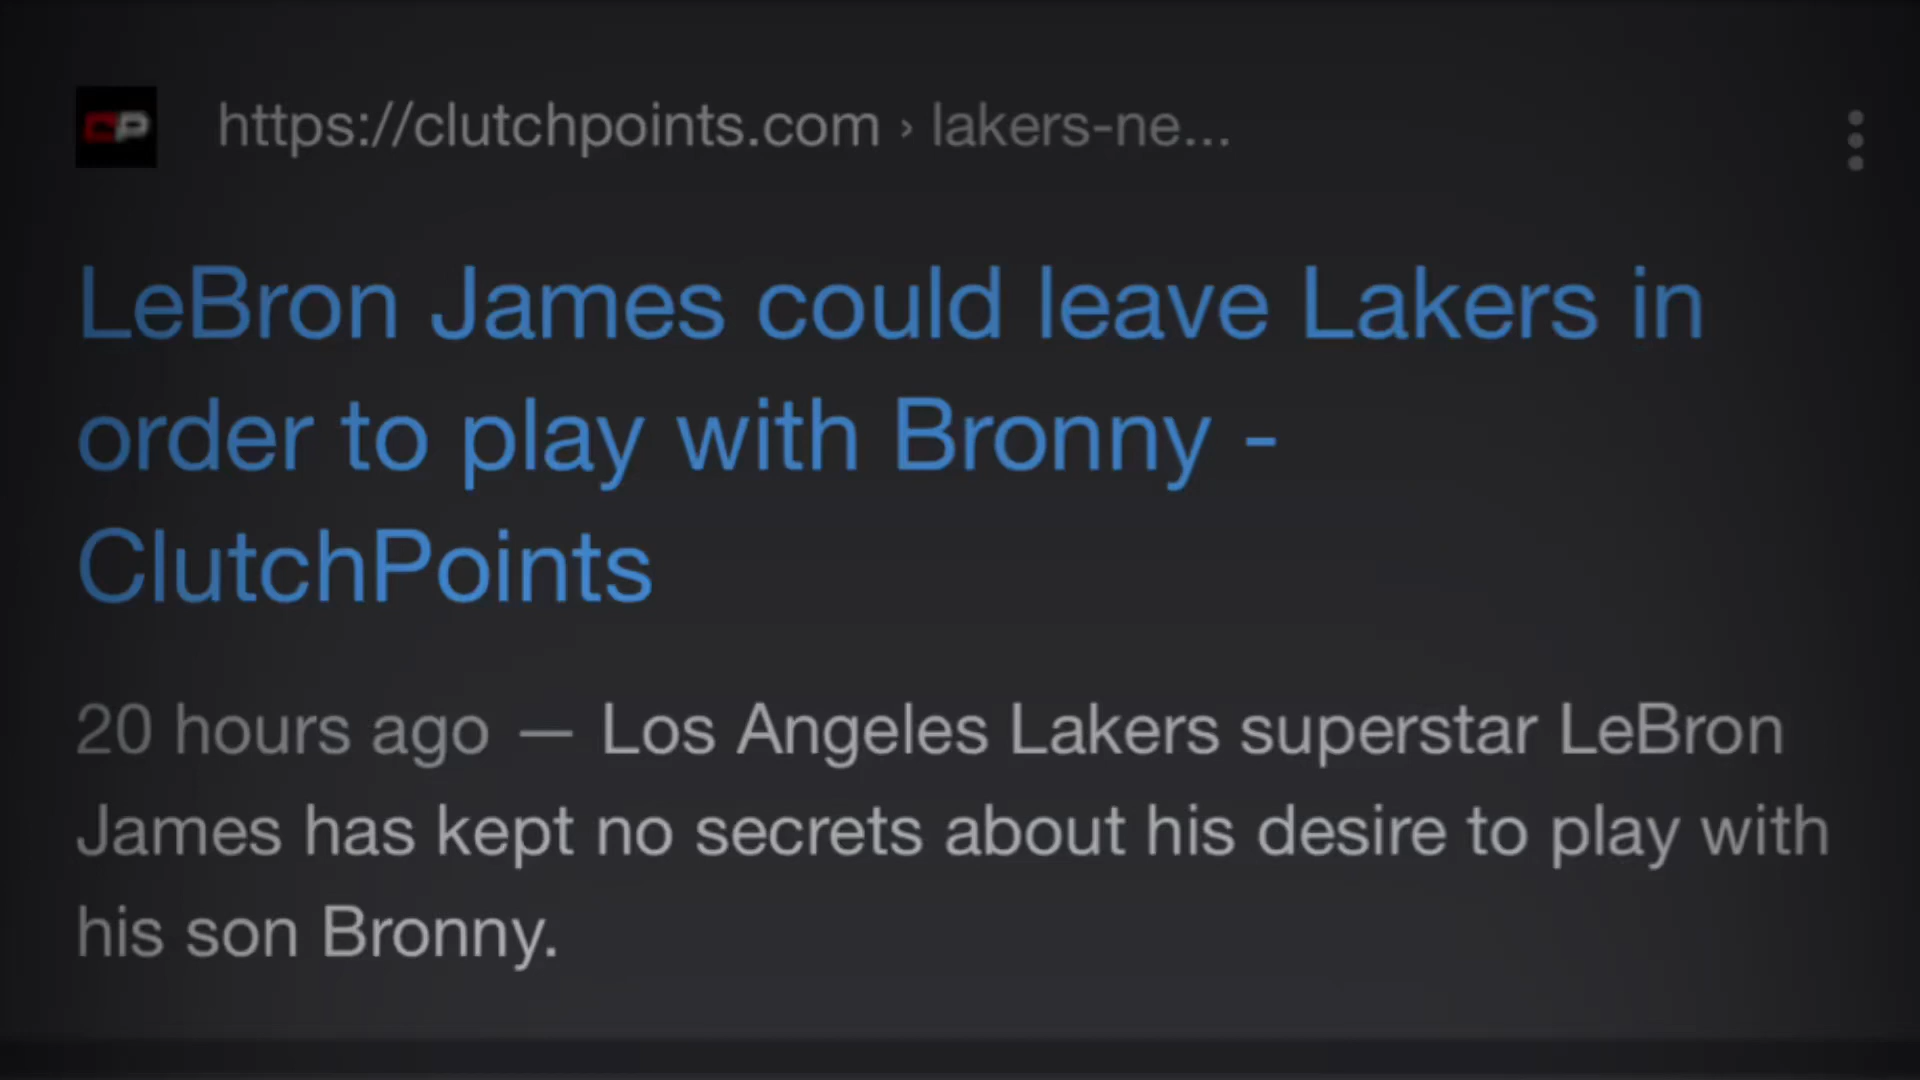 CP
https://clutchpoints.com › lakers-ne...
LeBron James could leave Lakers in
order to play with Bronny -
ClutchPoints
20 hours ago — Los Angeles Lakers superstar LeBron
James has kept no secrets about his desire to play with
his son Bronny.